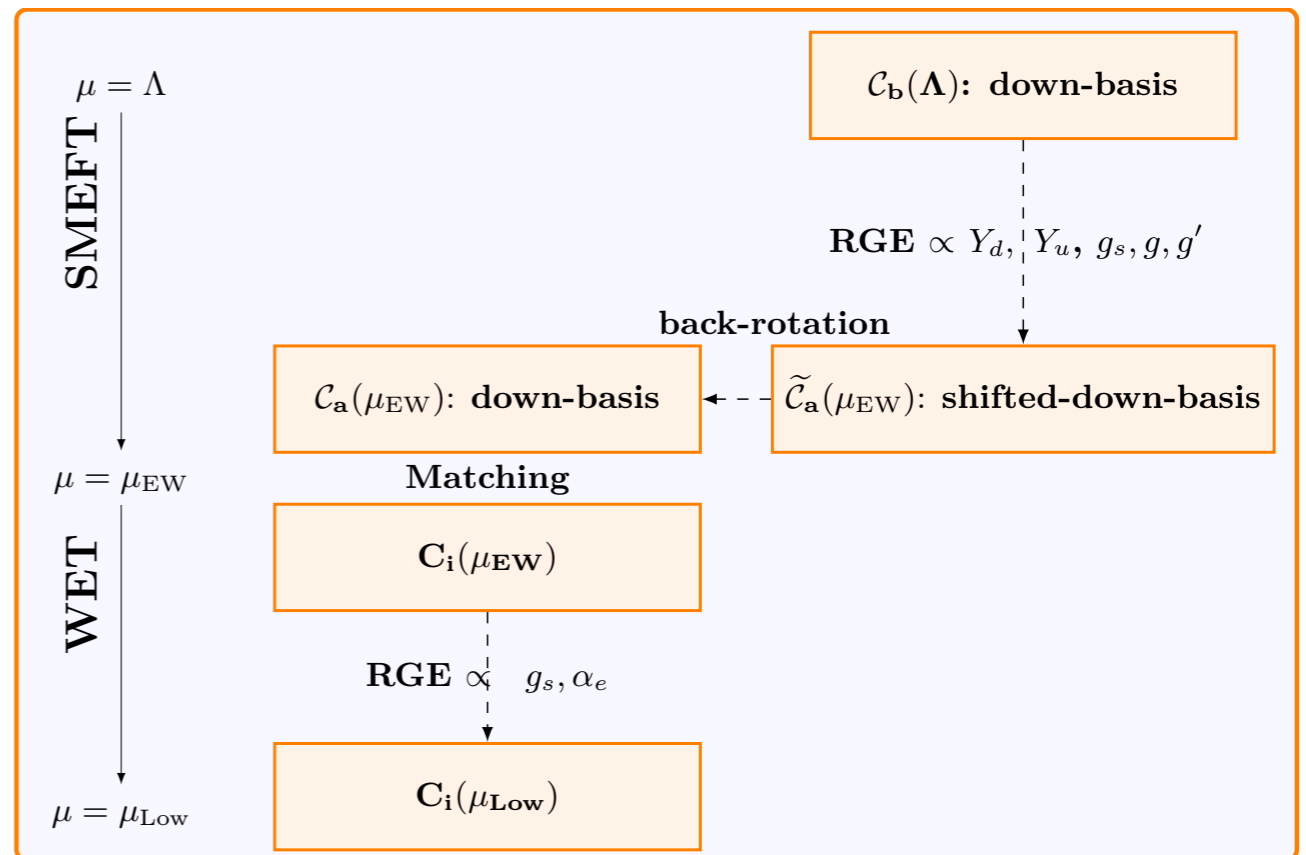 μ = Λ
SMEFT
μ = μ_EW
WET
μ = μ_Low
𝒞_b(Λ): down-basis
RGE ∝ Y_d, Y_u, g_s, g, g′
back-rotation
𝒞_a(μ_EW): down-basis
𝒞̃_a(μ_EW): shifted-down-basis
Matching
C_i(μ_EW)
RGE ∝ g_s, α_e
C_i(μ_Low)